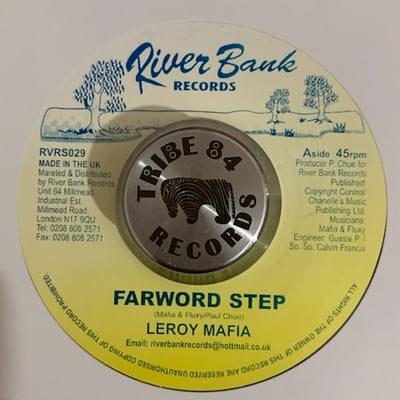 River Bank
RECORDS
RVRS029
MADE IN THE UK
Mareted & Distributed
by River Bank Records
Unit 64 Millmead
Industrial Est.
Millmead Road,
London N17 9QU
Tel: 0208 808 2571
Fax: 0208 808 2571
TRIBE 84
RECORDS
Aside 45rpm
Producer P. Chue for
River Bank Records
Published:
Copyright Control/
Chanelle's Music
Publishing Ltd.
Musicians:
Mafia & Fluxy
Engineer: Gussie P. /
So. So. Calvin Francis
FARWORD STEP
(Mafia & Fluxy/Paul Chue)
LEROY MAFIA
Email: riverbankrecords@hottmail.co.uk
ALL RIGHTS OF THE OWNER OF THIS RECORD ARE RESERVED UNAUTHORISED COPYING OF THIS RECORD PROHIBITED.